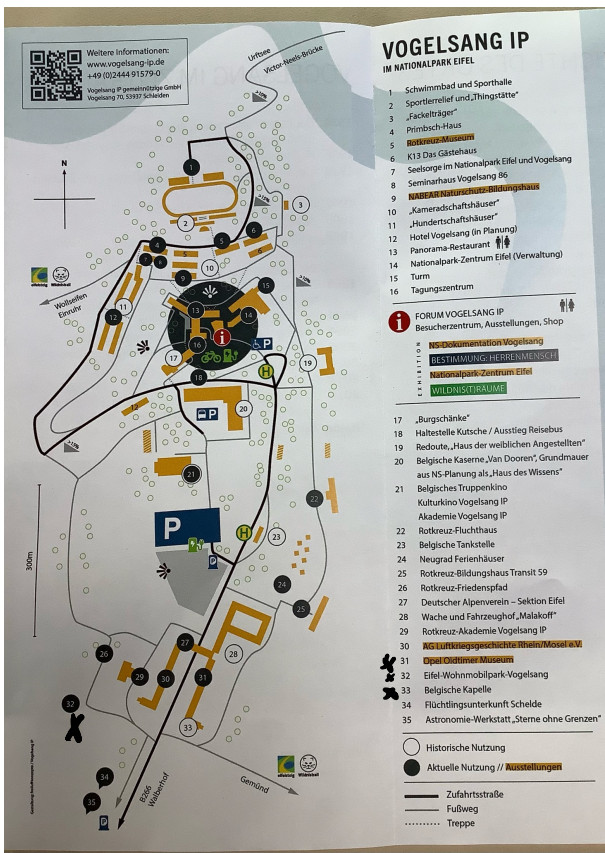 Weitere Informationen:
www.vogelsang-ip.de
+49 (0)2444 91579-0
Vogelsang IP gemeinnützige GmbH
Vogelsang 70, 53937 Schleiden
Urftsee
Victor-Neels-Brücke
N
Wollseifen
Einruhr
300m
B266
Walberhof
Gemünd
VOGELSANG IP
IM NATIONALPARK EIFEL
1 Schwimmbad und Sporthalle
2 Sportlerrelief und „Thingstätte"
3 „Fackelträger"
4 Primbsch-Haus
5 Rotkreuz-Museum
6 K13 Das Gästehaus
7 Seelsorge im Nationalpark Eifel und Vogelsang
8 Seminarhaus Vogelsang 86
9 NABEAR Naturschutz-Bildungshaus
10 „Kameradschaftshäuser"
11 „Hundertschaftshäuser"
12 Hotel Vogelsang (in Planung)
13 Panorama-Restaurant
14 Nationalpark-Zentrum Eifel (Verwaltung)
15 Turm
16 Tagungszentrum
FORUM VOGELSANG IP
Besucherzentrum, Ausstellungen, Shop
EXHIBITION
NS-Dokumentation Vogelsang
BESTIMMUNG: HERRENMENSCH
Nationalpark-Zentrum Eifel
WILDNIS(T)RÄUME
17 „Burgschänke"
18 Haltestelle Kutsche / Ausstieg Reisebus
19 Redoute, „Haus der weiblichen Angestellten"
20 Belgische Kaserne „Van Dooren", Grundmauer
aus NS-Planung als „Haus des Wissens"
21 Belgisches Truppenkino
Kulturkino Vogelsang IP
Akademie Vogelsang IP
22 Rotkreuz-Fluchthaus
23 Belgische Tankstelle
24 Neugrad Ferienhäuser
25 Rotkreuz-Bildungshaus Transit 59
26 Rotkreuz-Friedenspfad
27 Deutscher Alpenverein – Sektion Eifel
28 Wache und Fahrzeughof „Malakoff"
29 Rotkreuz-Akademie Vogelsang IP
30 AG Luftkriegsgeschichte Rhein/Mosel e.V.
31 Opel Oldtimer Museum
32 Eifel-Wohnmobilpark-Vogelsang
33 Belgische Kapelle
34 Flüchtlingsunterkunft Schelde
35 Astronomie-Werkstatt „Sterne ohne Grenzen"
Historische Nutzung
Aktuelle Nutzung // Ausstellungen
Zufahrtsstraße
Fußweg
Treppe